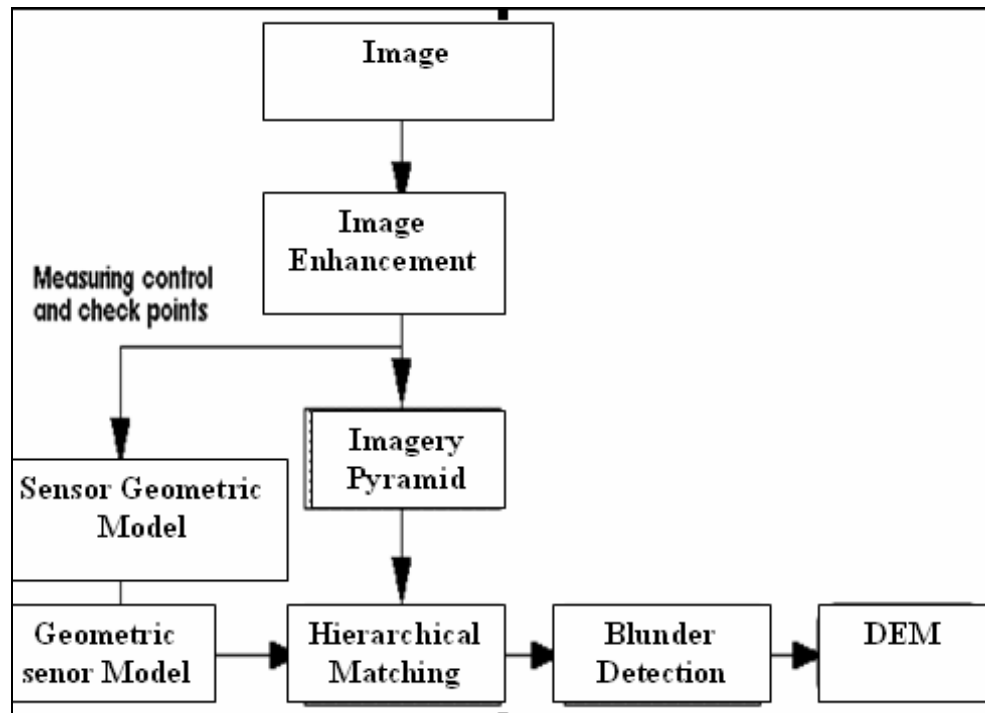 Image
Image
Enhancement
Measuring control
and check points
Imagery
Pyramid
Sensor Geometric
Model
Geometric
senor Model
Hierarchical
Matching
Blunder
Detection
DEM